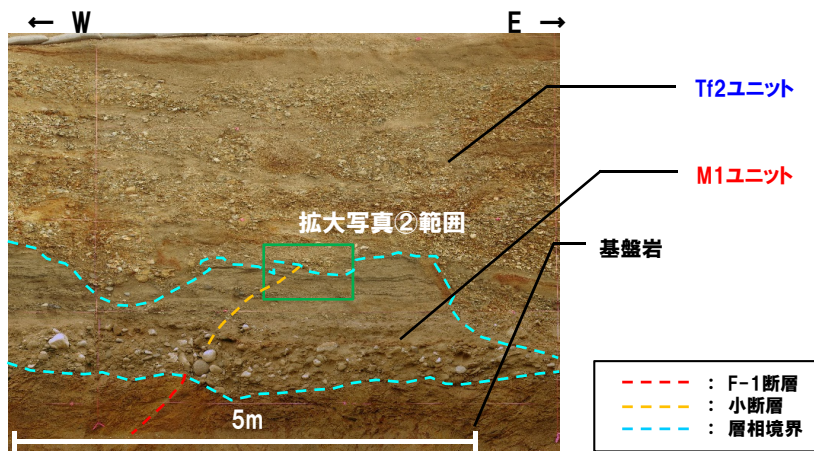 ← W
E →
Tf2ユニット
M1ユニット
拡大写真②範囲
基盤岩
5m
: F-1断層
: 小断層
: 層相境界